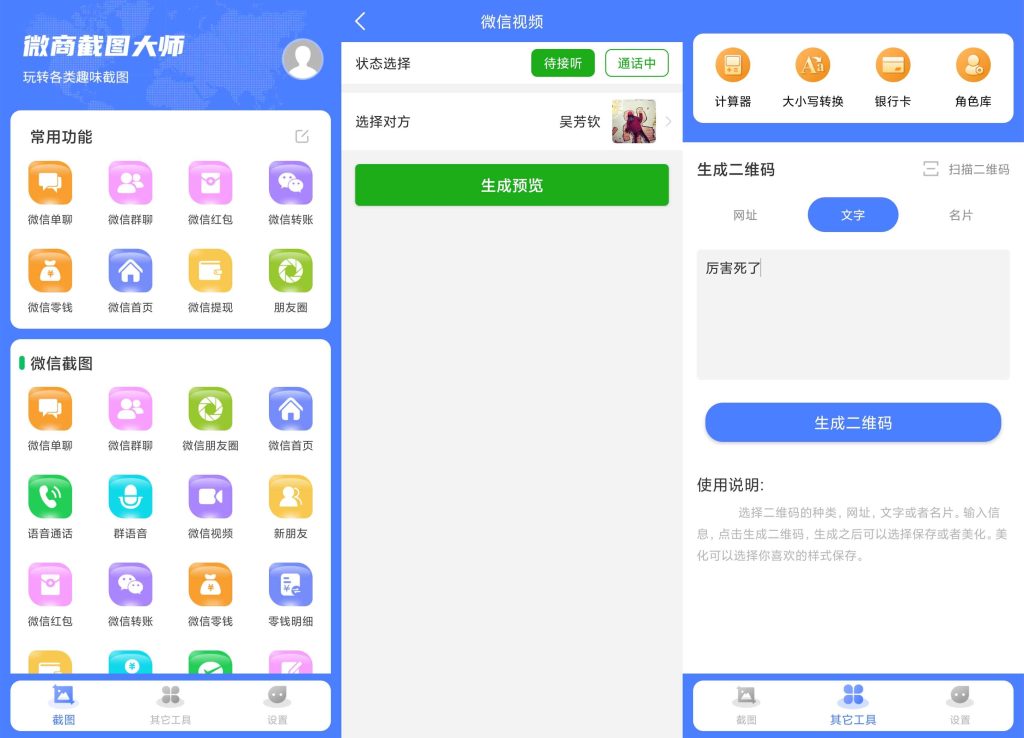 微商截图大师
玩转各类趣味截图
常用功能
微信单聊 微信群聊 微信红包 微信转账
微信零钱 微信首页 微信提现 朋友圈
微信截图
微信单聊 微信群聊 微信朋友圈 微信首页
语音通话 群语音 微信视频 新朋友
微信红包 微信转账 微信零钱 零钱明细
截图 其它工具 设置
微信视频
状态选择 待接听 通话中
选择对方 吴芳钦
生成预览
计算器 大小写转换 银行卡 角色库
生成二维码 扫描二维码
网址 文字 名片
厉害死了
生成二维码
使用说明:
选择二维码的种类, 网址, 文字或者名片。输入信
息, 点击生成二维码, 生成之后可以选择保存或者美化。美
化可以选择你喜欢的样式保存。
截图 其它工具 设置